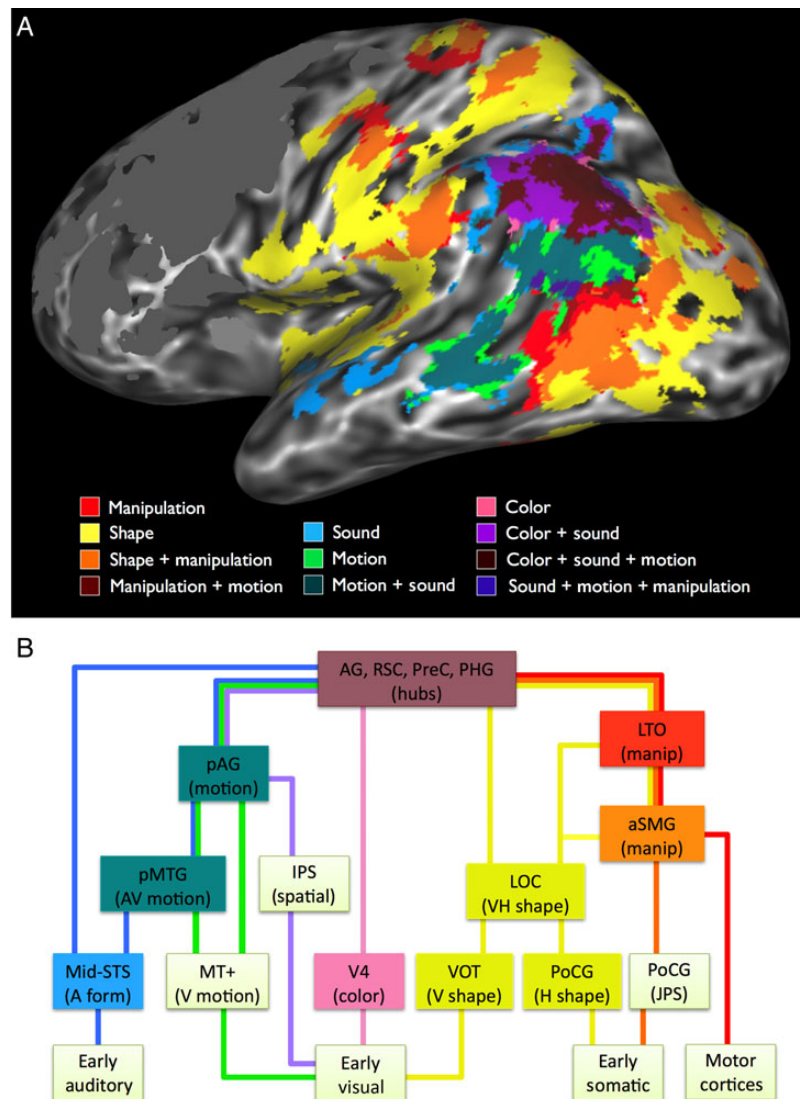 A
Manipulation
Shape
Shape + manipulation
Manipulation + motion
Sound
Motion
Motion + sound
Color
Color + sound
Color + sound + motion
Sound + motion + manipulation
B
AG, RSC, PreC, PHG
(hubs)
LTO
(manip)
pAG
(motion)
aSMG
(manip)
pMTG
(AV motion)
IPS
(spatial)
LOC
(VH shape)
Mid-STS
(A form)
MT+
(V motion)
V4
(color)
VOT
(V shape)
PoCG
(H shape)
PoCG
(JPS)
Early
auditory
Early
visual
Early
somatic
Motor
cortices